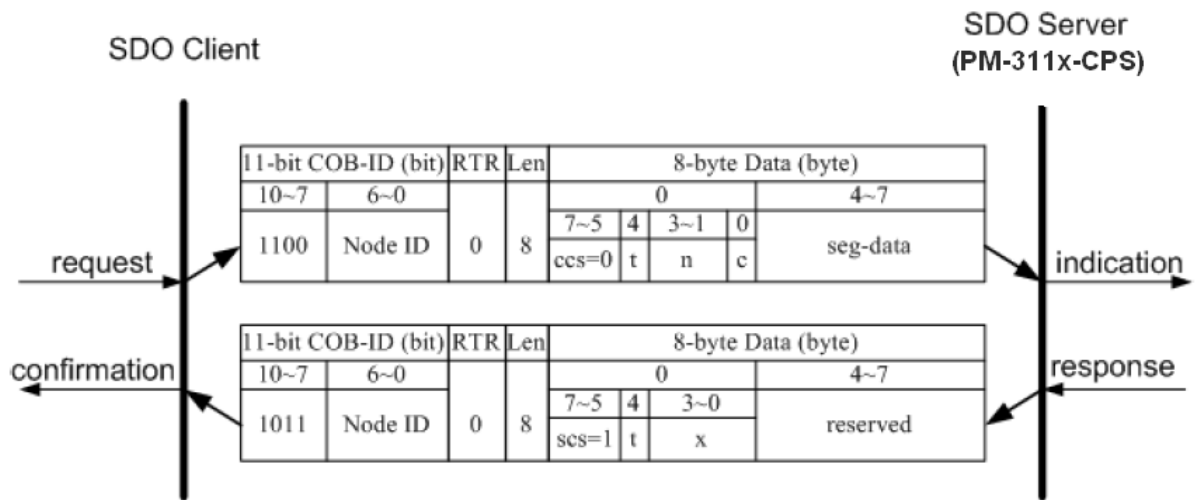 SDO Client
SDO Server
(PM-311x-CPS)
11-bit COB-ID (bit) RTR Len 8-byte Data (byte)
10~7 6~0 0 4~7
7~5 4 3~1 0
1100 Node ID 0 8 seg-data
ccs=0 t n c
request
indication
11-bit COB-ID (bit) RTR Len 8-byte Data (byte)
10~7 6~0 0 4~7
confirmation
response
7~5 4 3~0
1011 Node ID 0 8 reserved
scs=1 t x